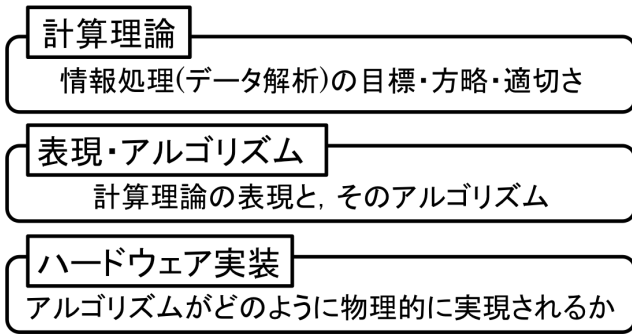 計算理論
情報処理(データ解析)の目標・方略・適切さ
表現・アルゴリズム
計算理論の表現と, そのアルゴリズム
ハードウェア実装
アルゴリズムがどのように物理的に実現されるか